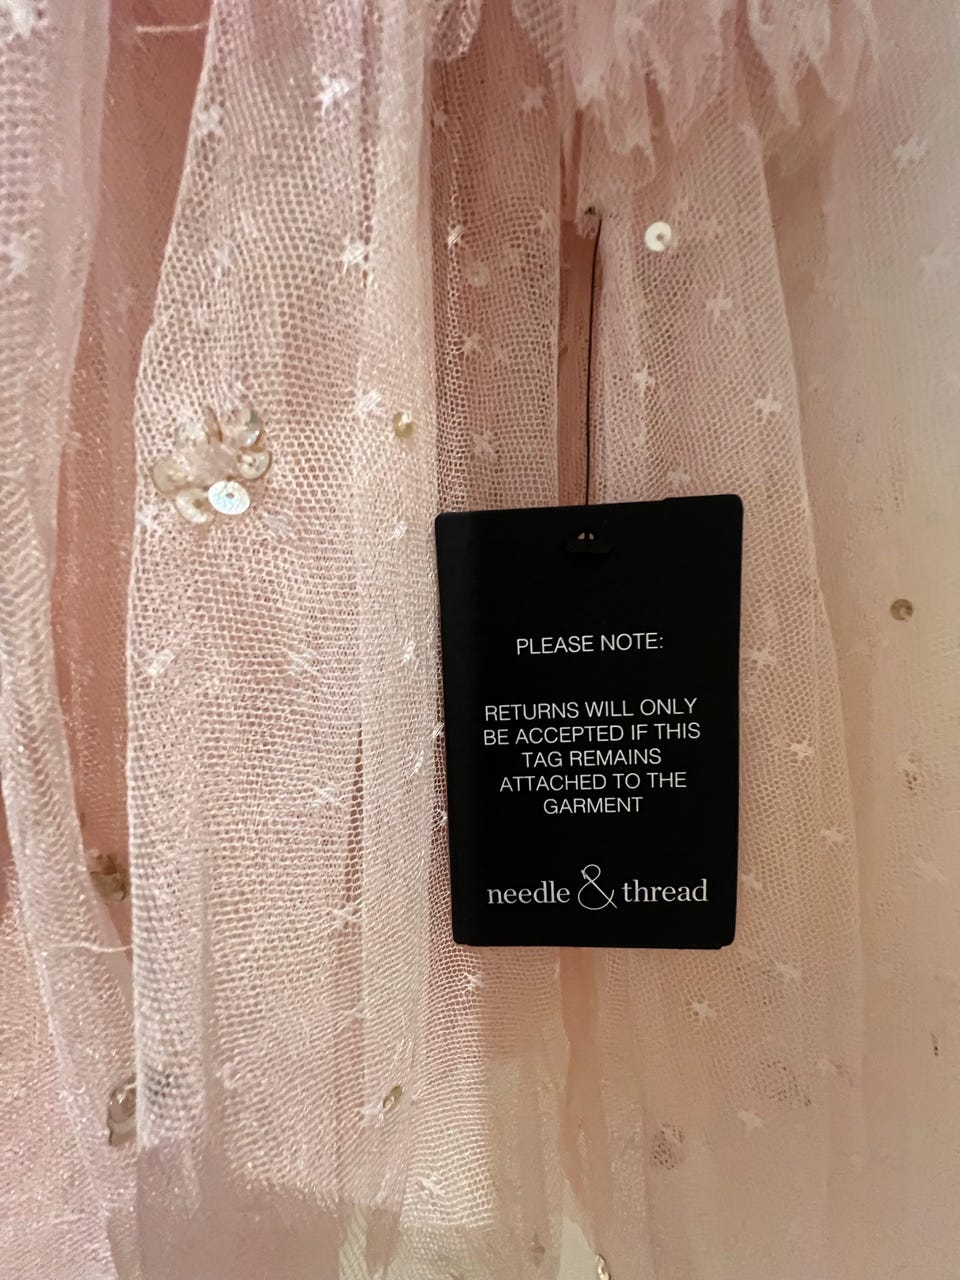 PLEASE NOTE:
RETURNS WILL ONLY
BE ACCEPTED IF THIS
TAG REMAINS
ATTACHED TO THE
GARMENT
needle & thread